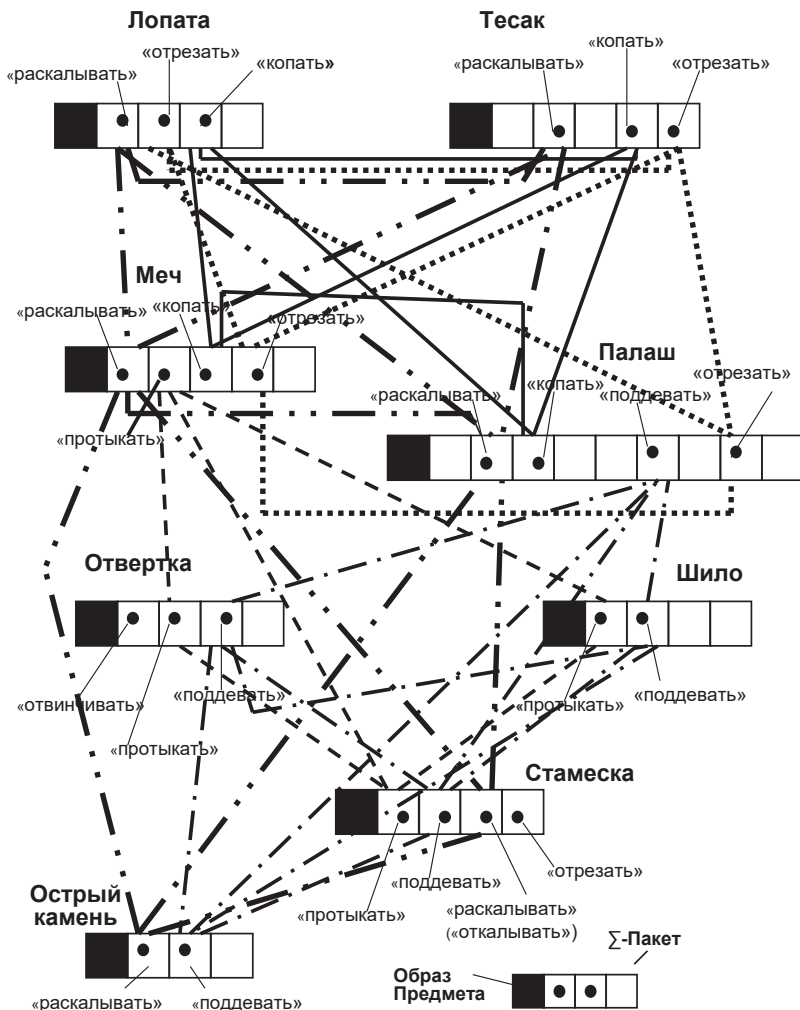 Лопата
Тесак
«отрезать»
«копать»
«раскалывать»
«копать»
«раскалывать»
«отрезать»
Меч
«раскалывать»
«копать»
«отрезать»
Палаш
«раскалывать»
«копать»
«поддевать»
«отрезать»
«протыкать»
Отвертка
Шило
«отвинчивать»
«поддевать»
«протыкать»
«протыкать»
«поддевать»
Стамеска
«отрезать»
«поддевать»
«протыкать»
«раскалывать»
(«откалывать»)
Острый
камень
«раскалывать»
«поддевать»
∑-Пакет
Образ
Предмета